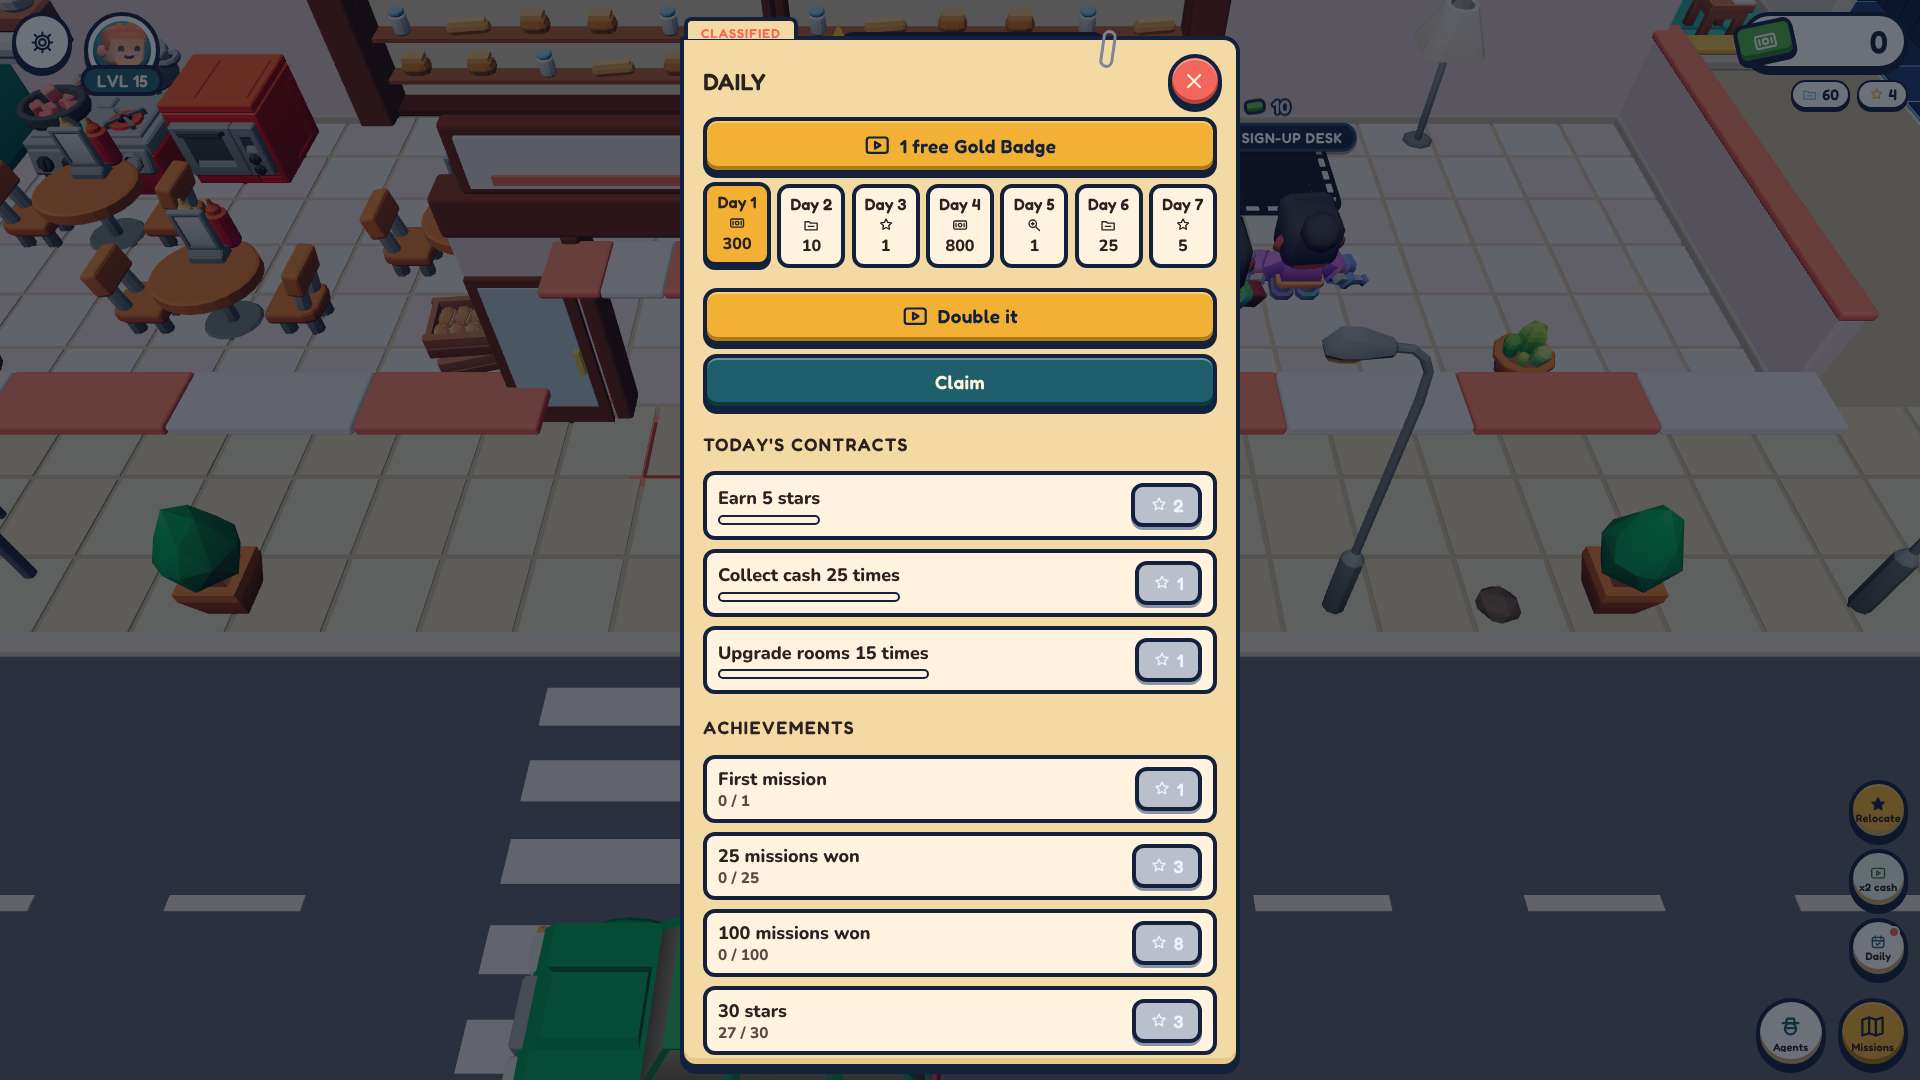 CLASSIFIED
LVL 15
0
60
4
10
SIGN-UP DESK
DAILY
1 free Gold Badge
Day 1
300
Day 2
10
Day 3
1
Day 4
800
Day 5
1
Day 6
25
Day 7
5
Double it
Claim
TODAY'S CONTRACTS
Earn 5 stars
2
Collect cash 25 times
1
Upgrade rooms 15 times
1
ACHIEVEMENTS
First mission
0 / 1
1
25 missions won
0 / 25
3
100 missions won
0 / 100
8
30 stars
27 / 30
3
Relocate
x2 cash
Daily
Agents
Missions